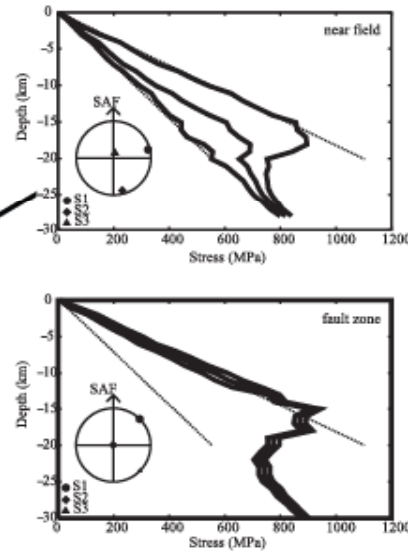 0
near field
-5
-10
SAF
-15
-20
-25
S1
S2
S3
-30
0 200 400 600 800 1000 1200
Depth (km)
Stress (MPa)
0
fault zone
-5
-10
SAF
-15
-20
-25
S1
S2
S3
-30
0 200 400 600 800 1000 1200
Depth (km)
Stress (MPa)